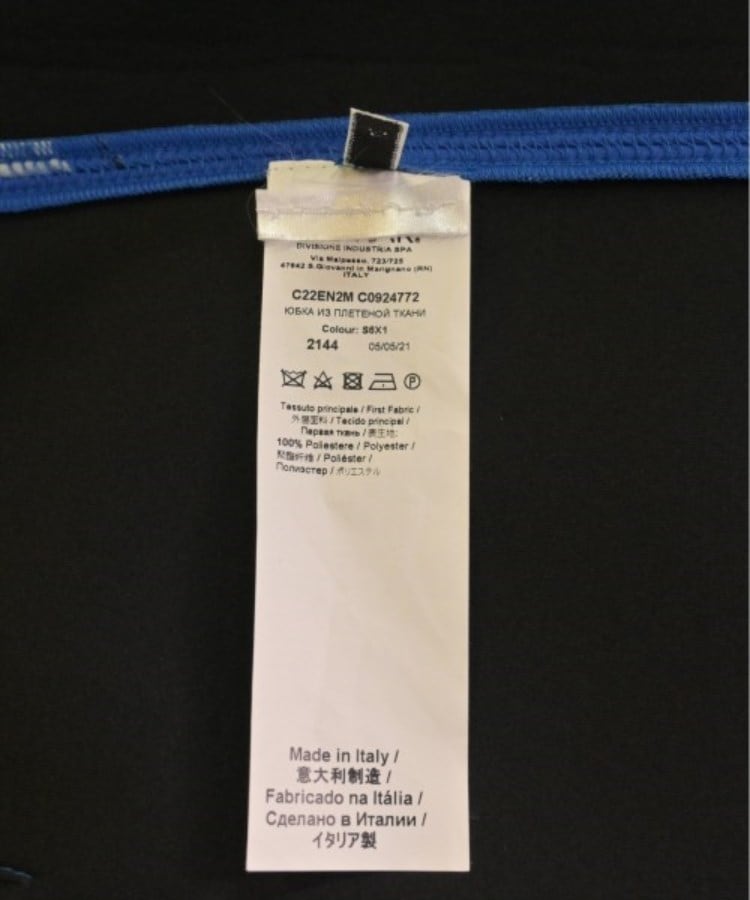 DIVISIONE INDUSTRIA SPA
Via Malpasso, 723/725
47842 S.Giovanni in Marignano (RN)
ITALY
C22EN2M C0924772
ЮБКА ИЗ ПЛЕТЕНОЙ ТКАНИ
Colour: S6X1
2144 05/05/21
Tessuto principale / First Fabric /
外层面料 / Tecido principal /
Первая ткань / 表生地:
100% Poliestere / Polyester /
聚酯纤维 / Poliéster /
Полиэстер / ポリエステル
Made in Italy /
意大利制造 /
Fabricado na Itália /
Сделано в Италии /
イタリア製